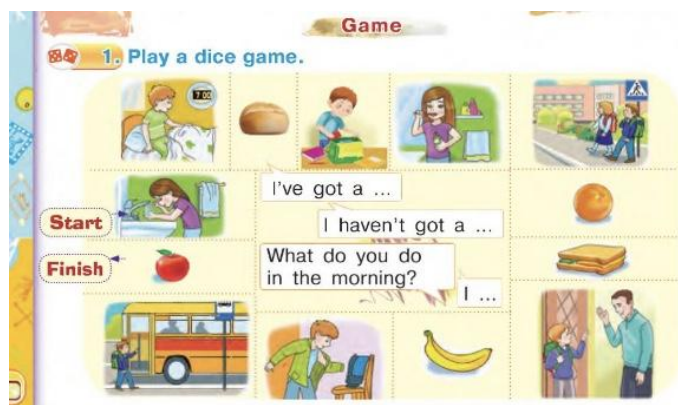 Game
1. Play a dice game.
7 00
I've got a ...
Start
I haven't got a ...
Finish
What do you do
in the morning?
I ...